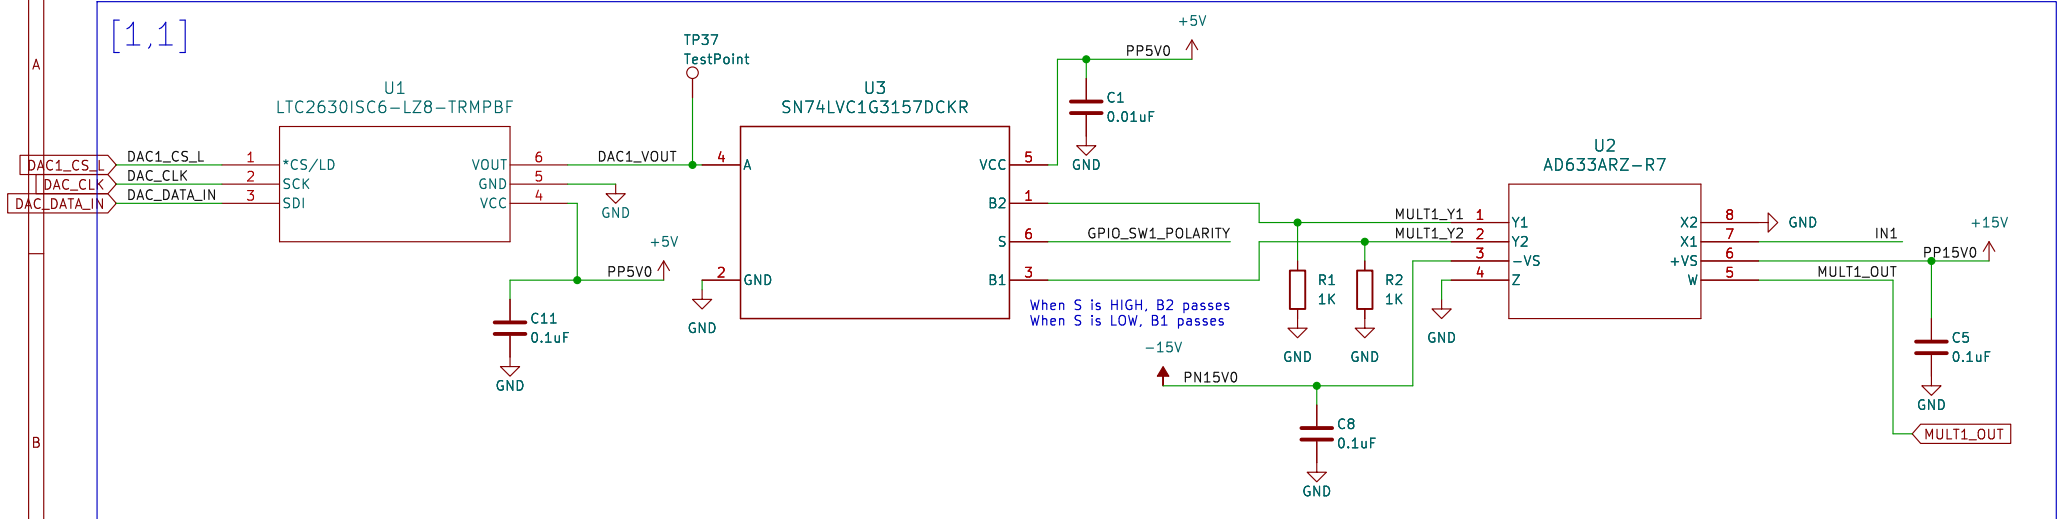 [1,1]
A
B
U1
LTC2630ISC6-LZ8-TRMPBF
DAC1_CS_L
DAC_CLK
DAC_DATA_IN
DAC1_CS_L
DAC_CLK
DAC_DATA_IN
1
2
3
*CS/LD
SCK
SDI
VOUT
GND
VCC
6
5
4
DAC1_VOUT
GND
+5V
PP5V0
C11
0.1uF
GND
TP37
TestPoint
U3
SN74LVC1G3157DCKR
4
A
2
GND
GND
VCC
B2
S
B1
5
1
6
3
+5V
PP5V0
C1
0.01uF
GND
GPIO_SW1_POLARITY
When S is HIGH, B2 passes
When S is LOW, B1 passes
-15V
PN15V0
C8
0.1uF
GND
MULT1_Y1
MULT1_Y2
R1
1K
GND
R2
1K
GND
GND
U2
AD633ARZ-R7
1
2
3
4
Y1
Y2
-VS
Z
X2
X1
+VS
W
8
7
6
5
GND
IN1
+15V
PP15V0
MULT1_OUT
C5
0.1uF
GND
MULT1_OUT